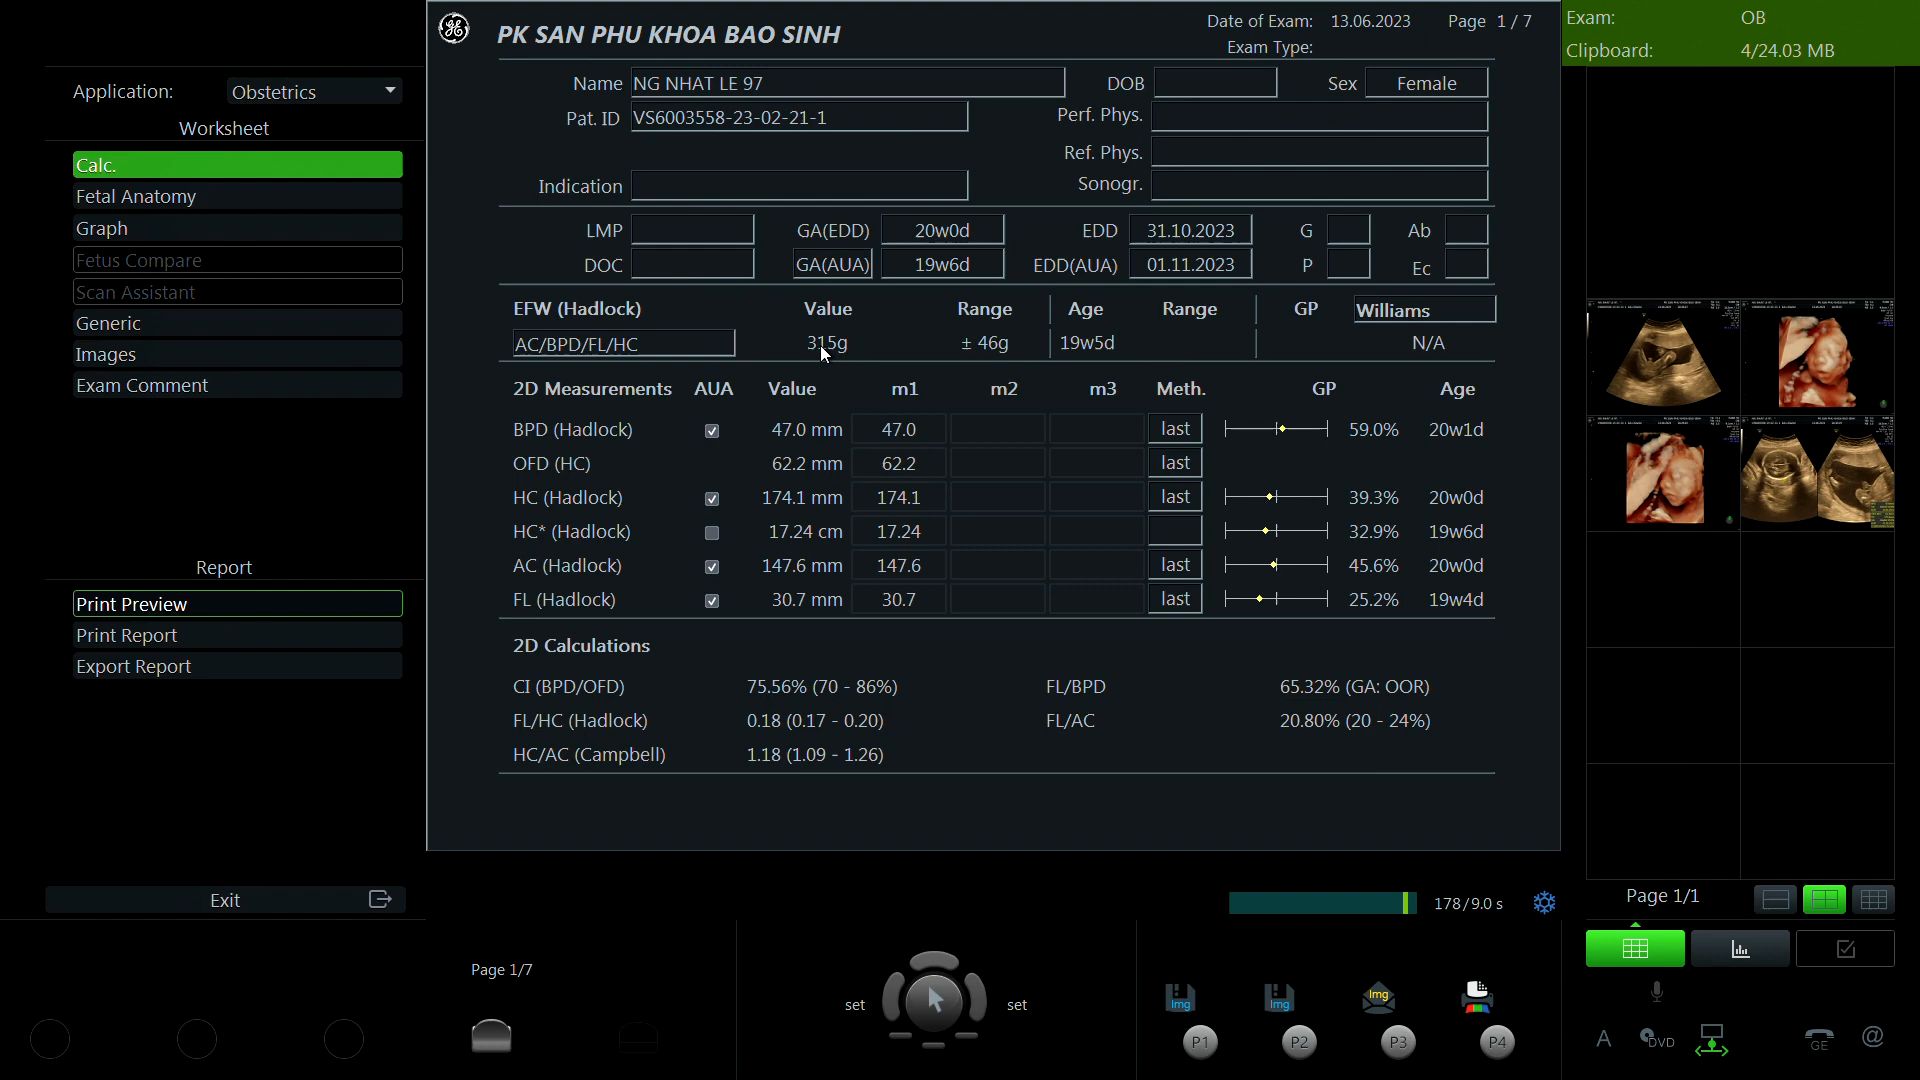 PK SAN PHU KHOA BAO SINH
Date of Exam: 13.06.2023 Page 1 / 7
Exam Type:
Exam: OB
Clipboard: 4/24.03 MB
Application: Obstetrics
Worksheet
Calc.
Fetal Anatomy
Graph
Fetus Compare
Scan Assistant
Generic
Images
Exam Comment
Report
Print Preview
Print Report
Export Report
Exit
Name NG NHAT LE 97 DOB Sex Female
Pat. ID VS6003558-23-02-21-1 Perf. Phys.
Ref. Phys.
Indication Sonogr.
LMP GA(EDD) 20w0d EDD 31.10.2023 G Ab
DOC GA(AUA) 19w6d EDD(AUA) 01.11.2023 P Ec
EFW (Hadlock) Value Range Age Range GP Williams
AC/BPD/FL/HC 315g ± 46g 19w5d N/A
2D Measurements AUA Value m1 m2 m3 Meth. GP Age
BPD (Hadlock) 47.0 mm 47.0 last 59.0% 20w1d
OFD (HC) 62.2 mm 62.2 last
HC (Hadlock) 174.1 mm 174.1 last 39.3% 20w0d
HC* (Hadlock) 17.24 cm 17.24 32.9% 19w6d
AC (Hadlock) 147.6 mm 147.6 last 45.6% 20w0d
FL (Hadlock) 30.7 mm 30.7 last 25.2% 19w4d
2D Calculations
CI (BPD/OFD) 75.56% (70 - 86%) FL/BPD 65.32% (GA: OOR)
FL/HC (Hadlock) 0.18 (0.17 - 0.20) FL/AC 20.80% (20 - 24%)
HC/AC (Campbell) 1.18 (1.09 - 1.26)
178/9.0 s
Page 1/1
Page 1/7
set set
Img Img Img
P1 P2 P3 P4
A DVD GE @